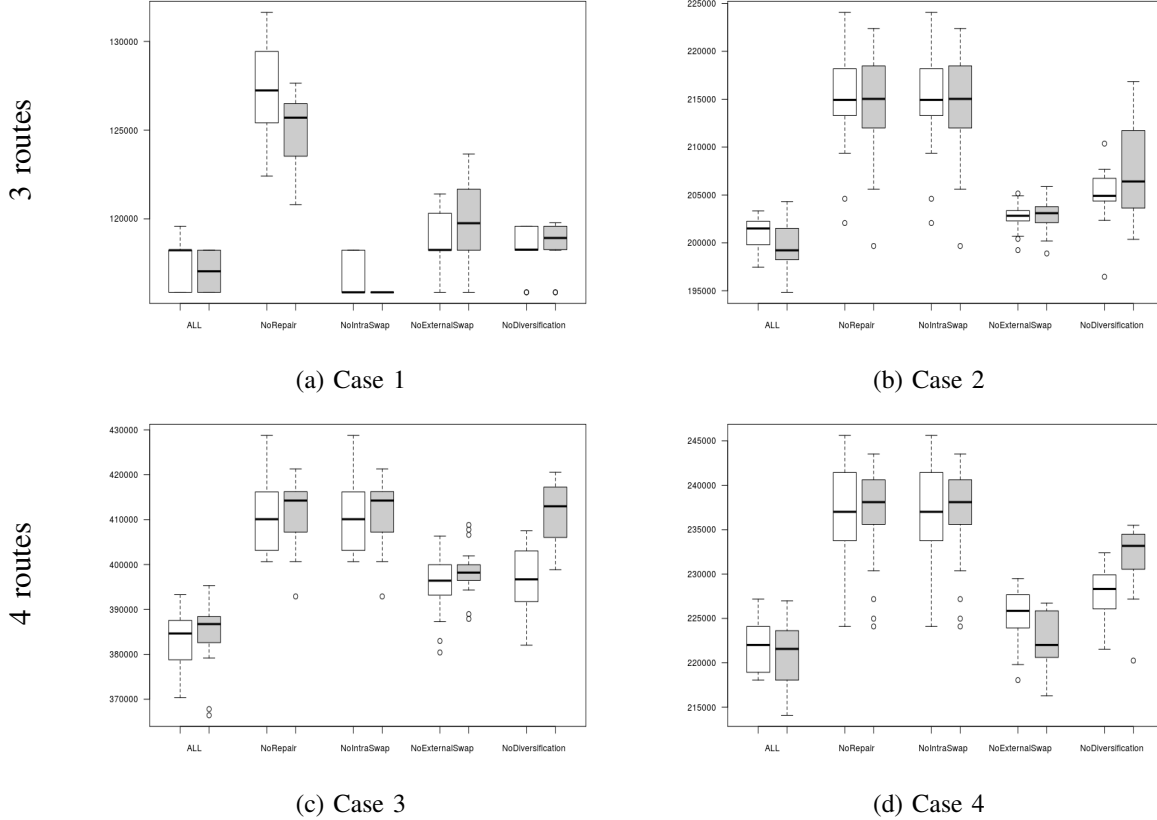 3 routes
130000
125000
120000
ALL NoRepair NoIntraSwap NoExternalSwap NoDiversification
(a) Case 1
225000
220000
215000
210000
205000
200000
195000
ALL NoRepair NoIntraSwap NoExternalSwap NoDiversification
(b) Case 2
4 routes
430000
420000
410000
400000
390000
380000
370000
ALL NoRepair NoIntraSwap NoExternalSwap NoDiversification
(c) Case 3
245000
240000
235000
230000
225000
220000
215000
ALL NoRepair NoIntraSwap NoExternalSwap NoDiversification
(d) Case 4